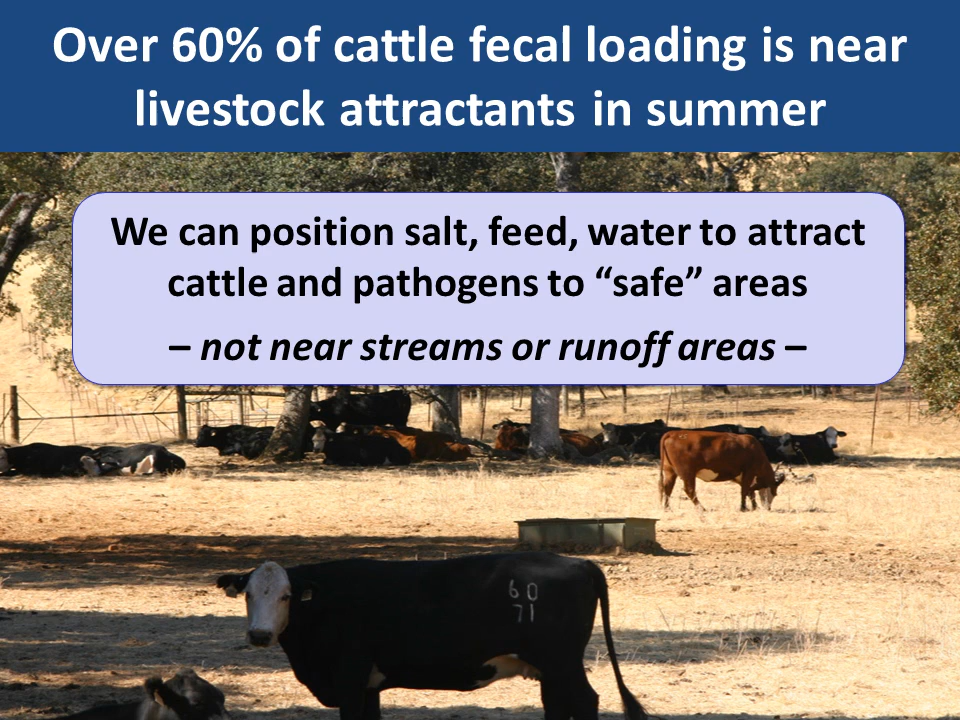 Over 60% of cattle fecal loading is near
livestock attractants in summer
We can position salt, feed, water to attract
cattle and pathogens to “safe” areas
– not near streams or runoff areas –
60
71